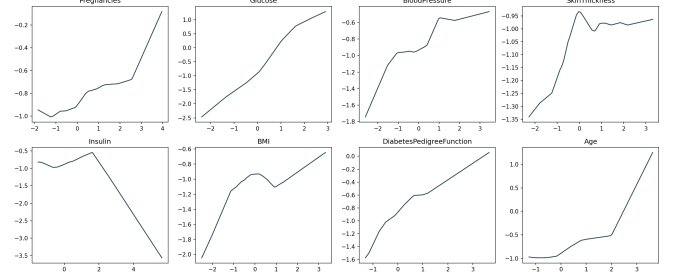 Pregnancies Glucose BloodPressure SkinThickness
−0.2 −0.4 −0.6 −0.8 −1.0
−2 −1 0 1 2 3 4
1.0 0.5 0.0 −0.5 −1.0 −1.5 −2.0 −2.5
−2 −1 0 1 2 3
−0.6 −0.8 −1.0 −1.2 −1.4 −1.6 −1.8
−2 −1 0 1 2 3
−0.95 −1.00 −1.05 −1.10 −1.15 −1.20 −1.25 −1.30 −1.35
−2 −1 0 1 2 3
Insulin BMI DiabetesPedigreeFunction Age
−0.5 −1.0 −1.5 −2.0 −2.5 −3.0 −3.5
0 2 4
−0.6 −0.8 −1.0 −1.2 −1.4 −1.6 −1.8 −2.0
−2 −1 0 1 2 3
0.0 −0.2 −0.4 −0.6 −0.8 −1.0 −1.2 −1.4 −1.6
−1 0 1 2 3
1.0 0.5 0.0 −0.5 −1.0
−1 0 1 2 3